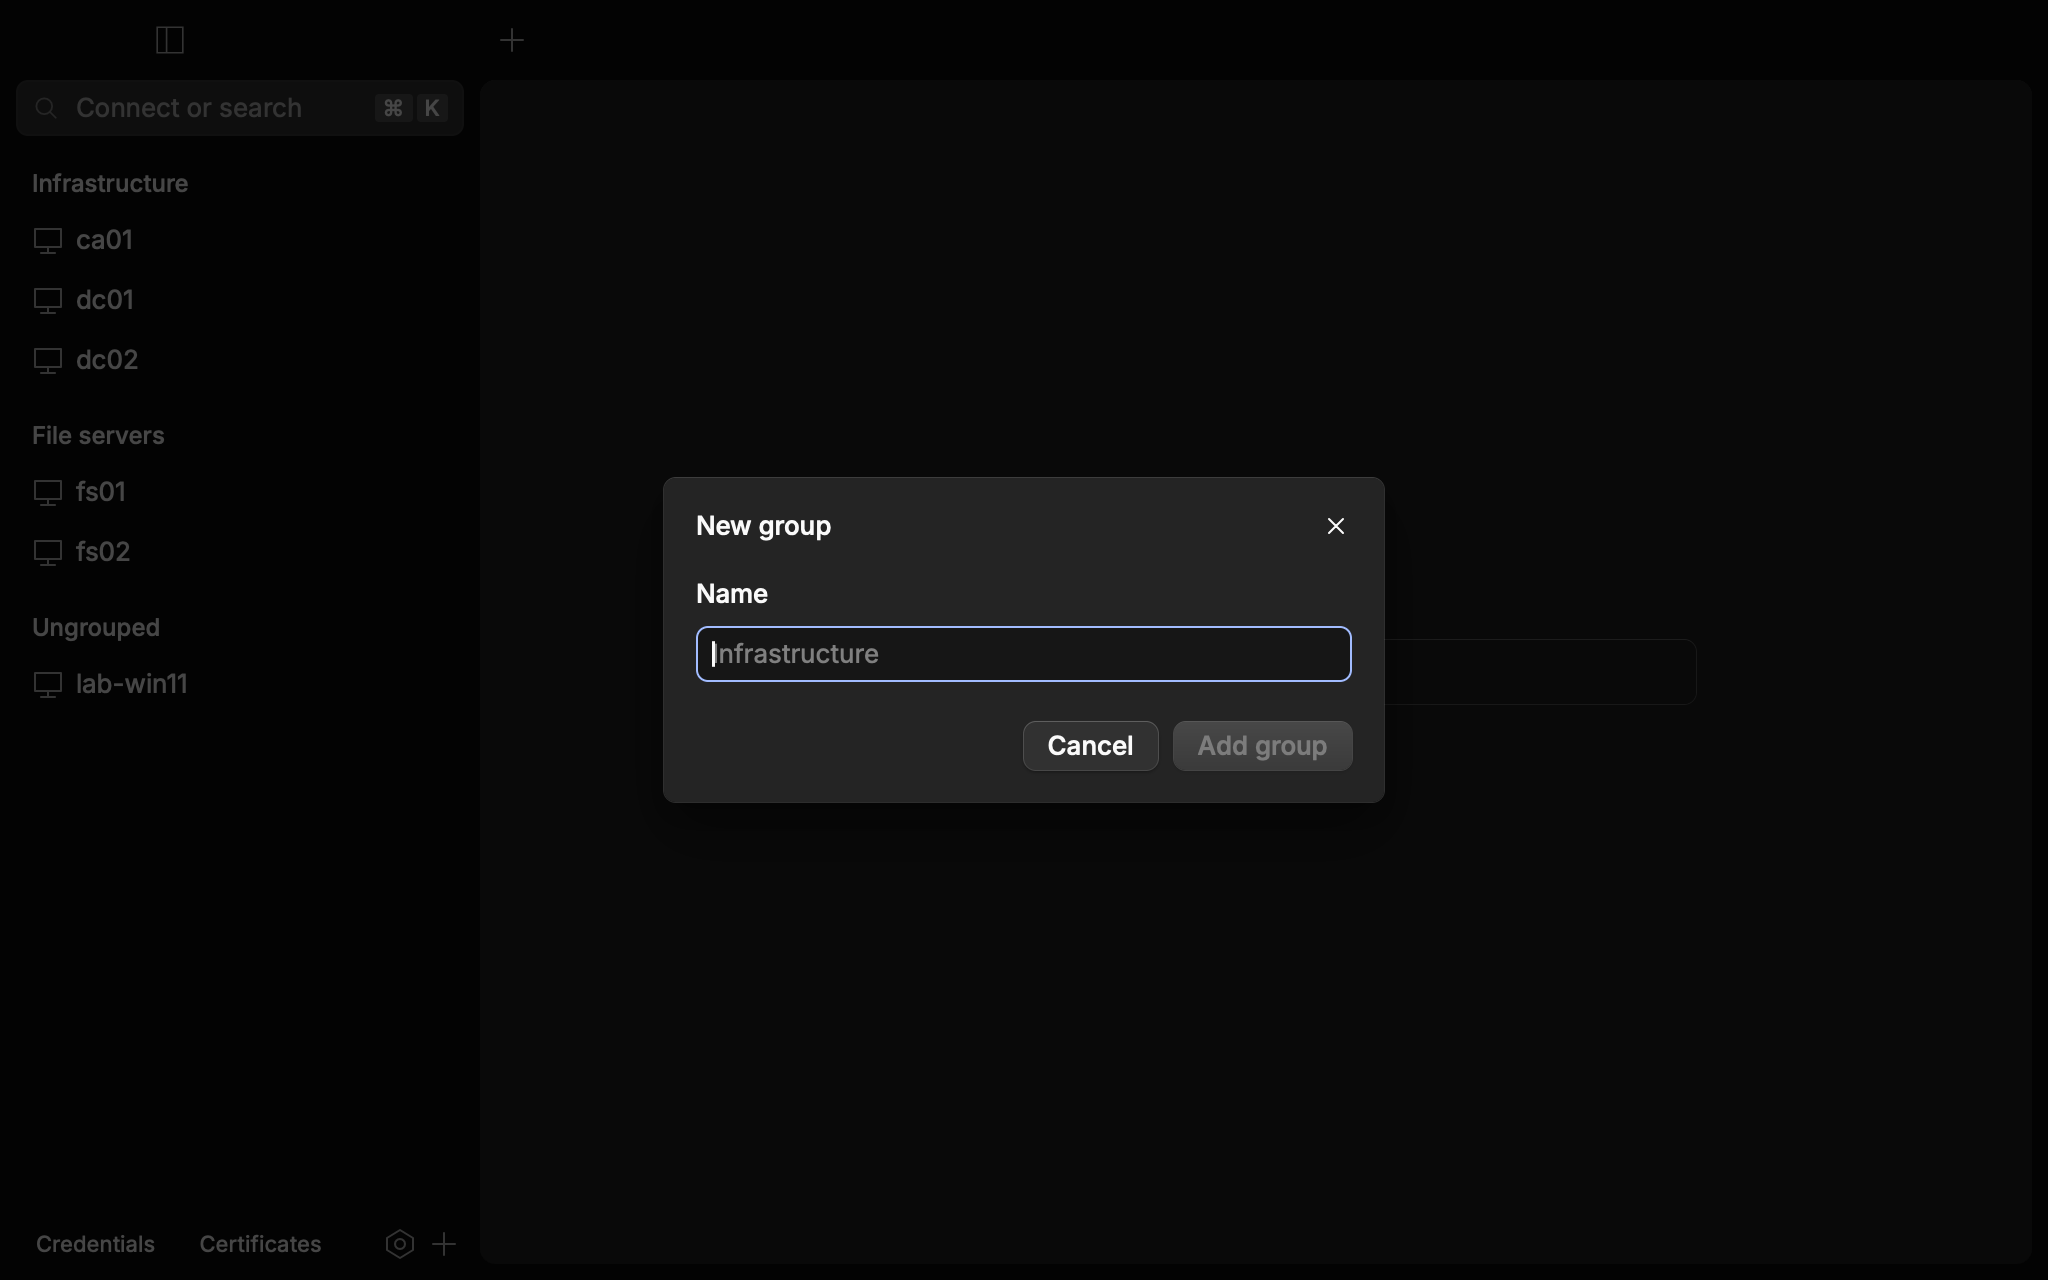 Connect or search ⌘ K
Infrastructure
ca01
dc01
dc02
File servers
fs01
fs02
Ungrouped
lab-win11
New group
Name
Infrastructure
Cancel
Add group
Credentials
Certificates